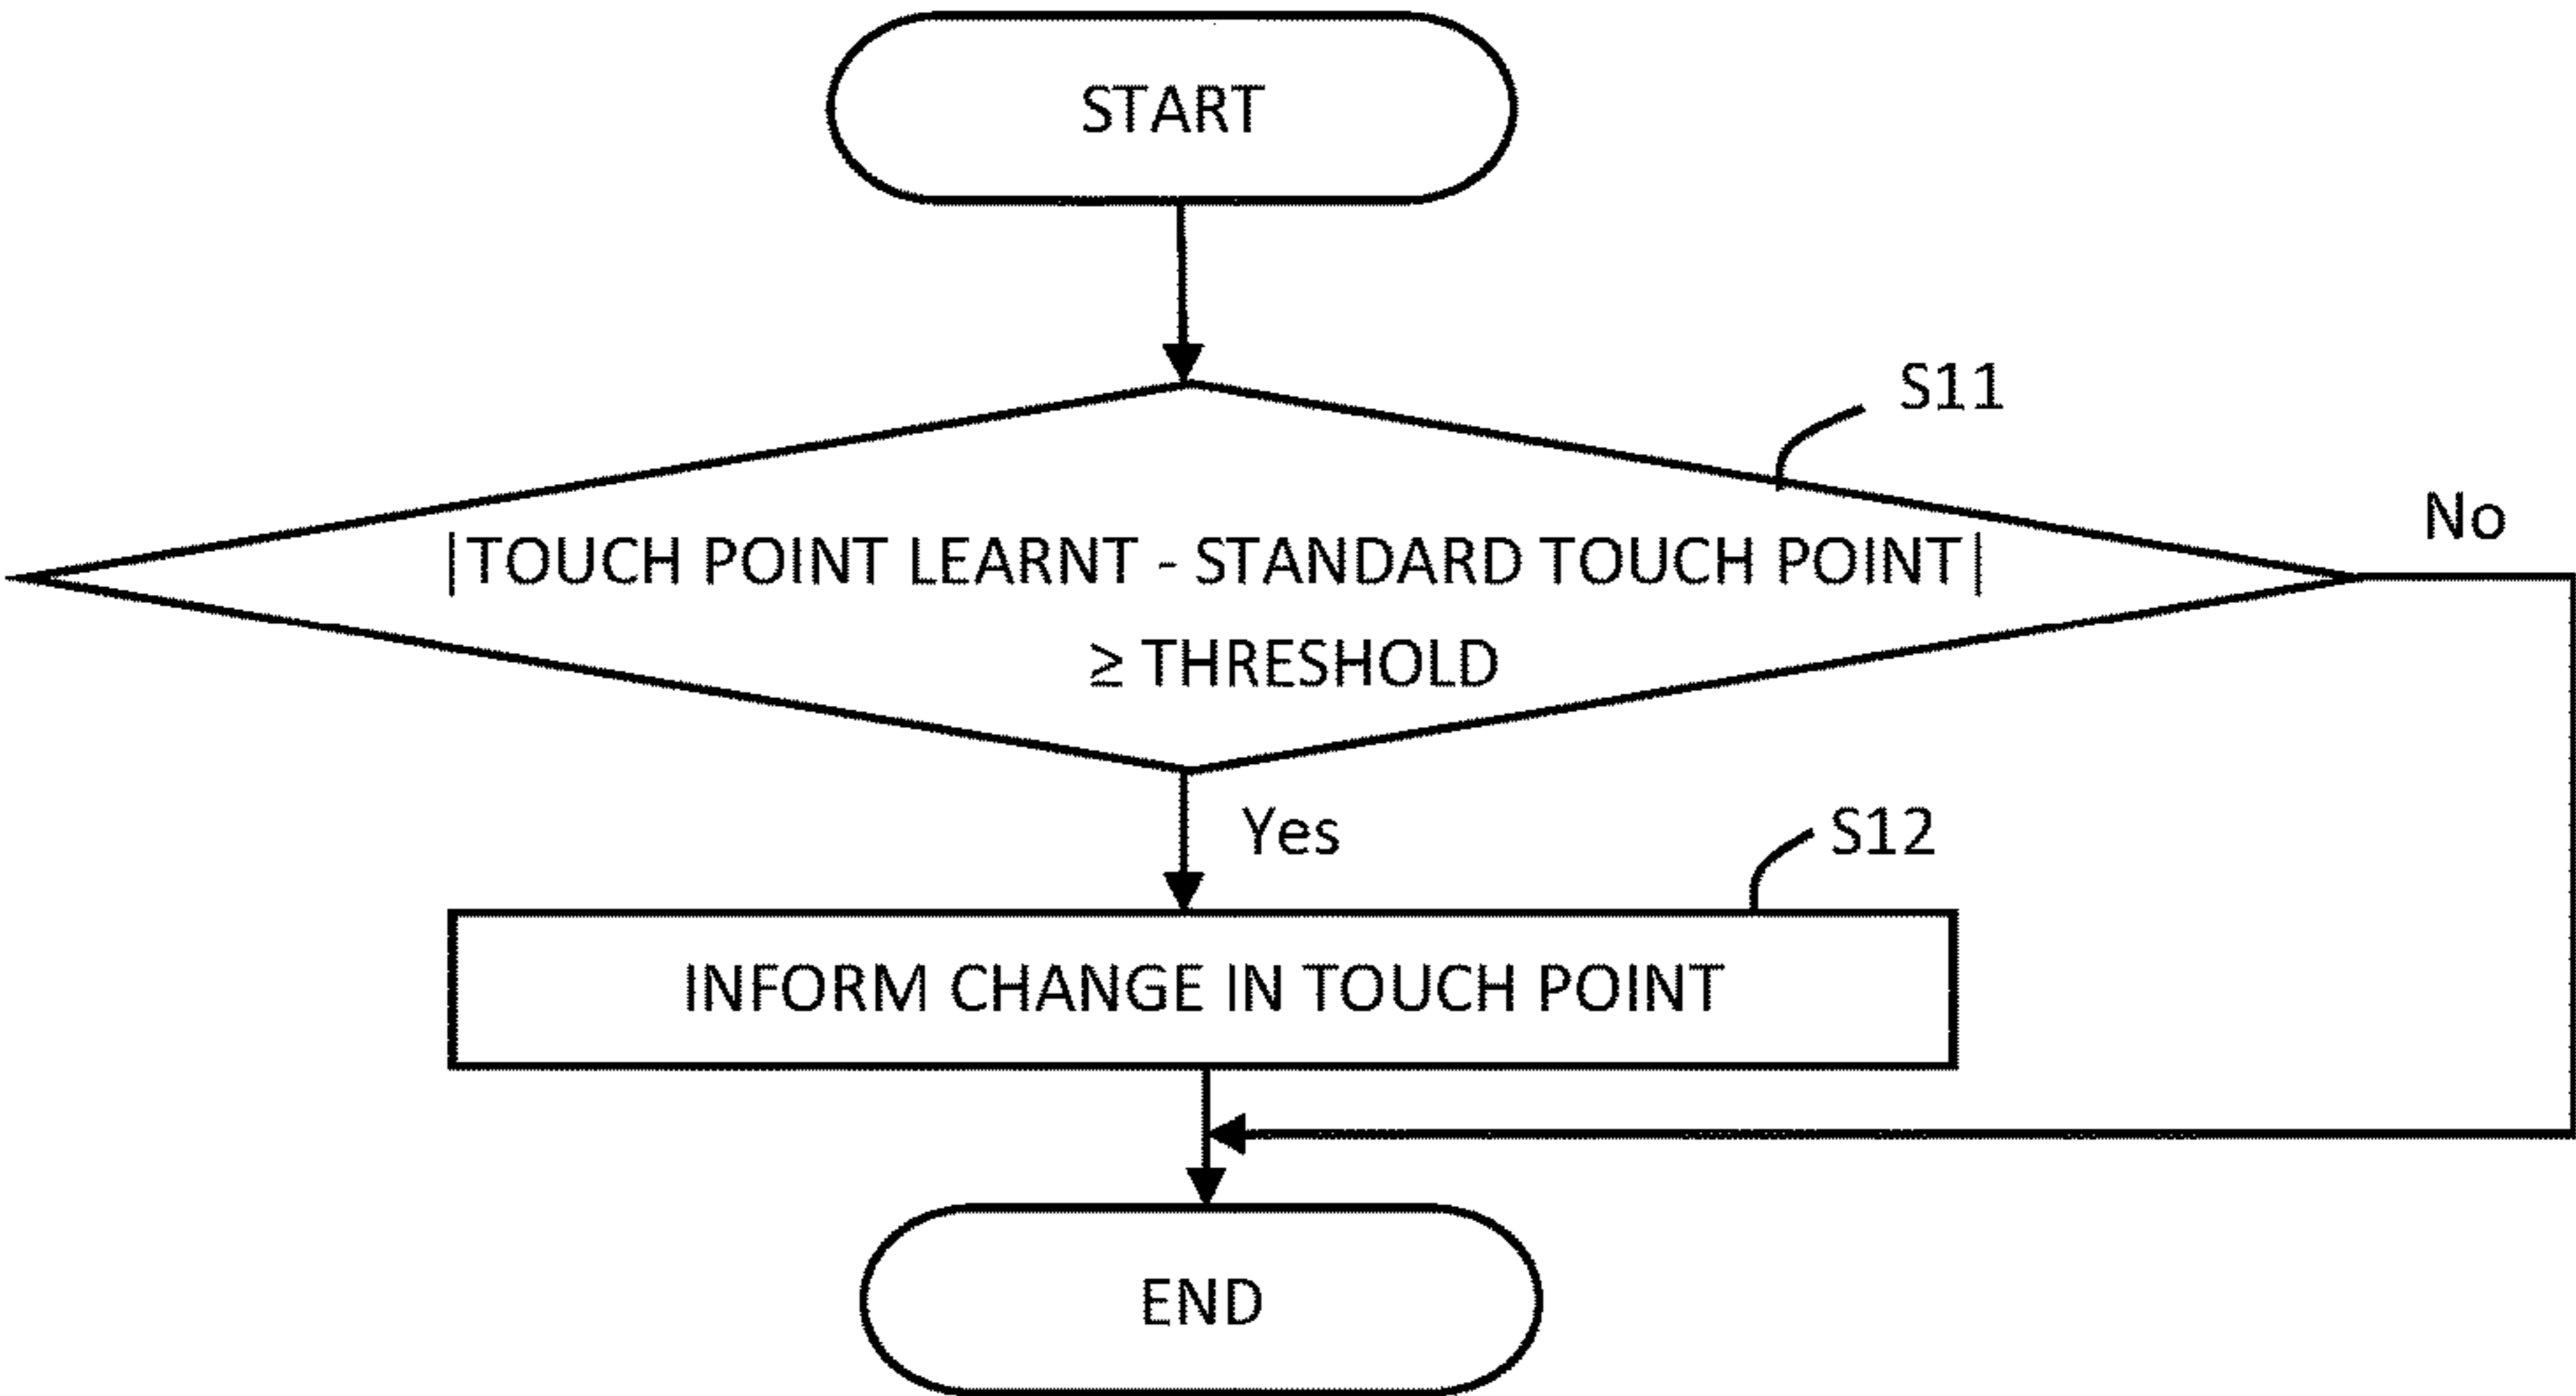 START
S11
No
|TOUCH POINT LEARNT - STANDARD TOUCH POINT|
≥ THRESHOLD
Yes
S12
INFORM CHANGE IN TOUCH POINT
END